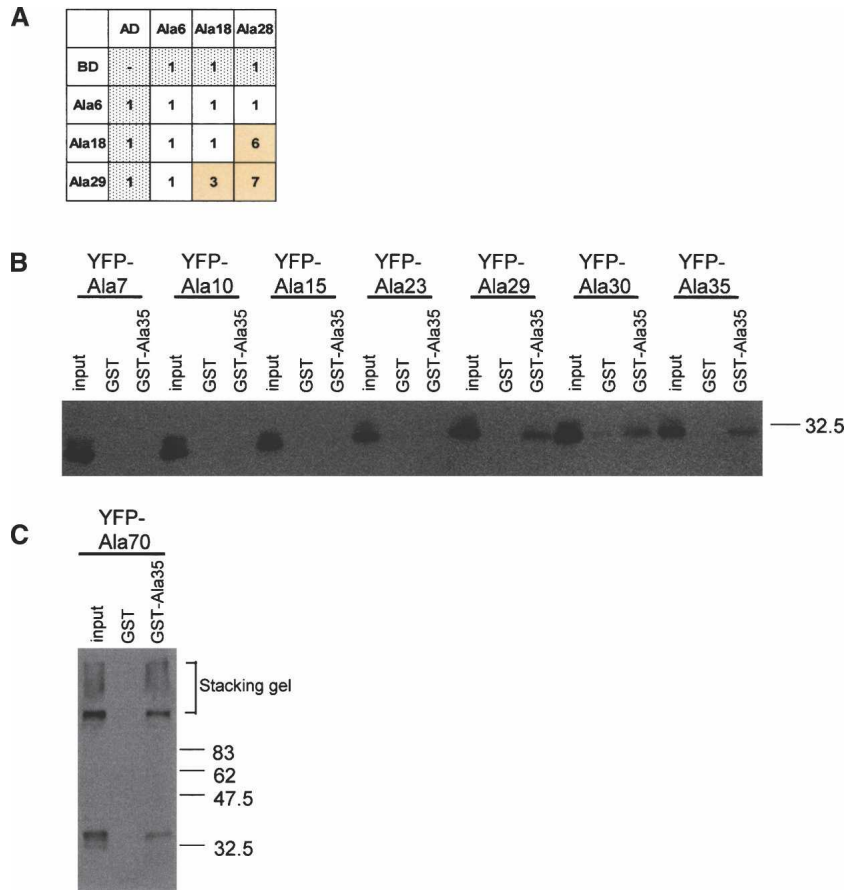 A
AD Ala6 Ala18 Ala28
BD - 1 1 1
Ala6 1 1 1 1
Ala18 1 1 1 6
Ala29 1 1 3 7
B
YFP- YFP- YFP- YFP- YFP- YFP- YFP-
Ala7 Ala10 Ala15 Ala23 Ala29 Ala30 Ala35
input GST GST-Ala35 input GST GST-Ala35 input GST GST-Ala35 input GST GST-Ala35 input GST GST-Ala35 input GST GST-Ala35 input GST GST-Ala35
32.5
C
YFP-
Ala70
input GST GST-Ala35
Stacking gel
83
62
47.5
32.5